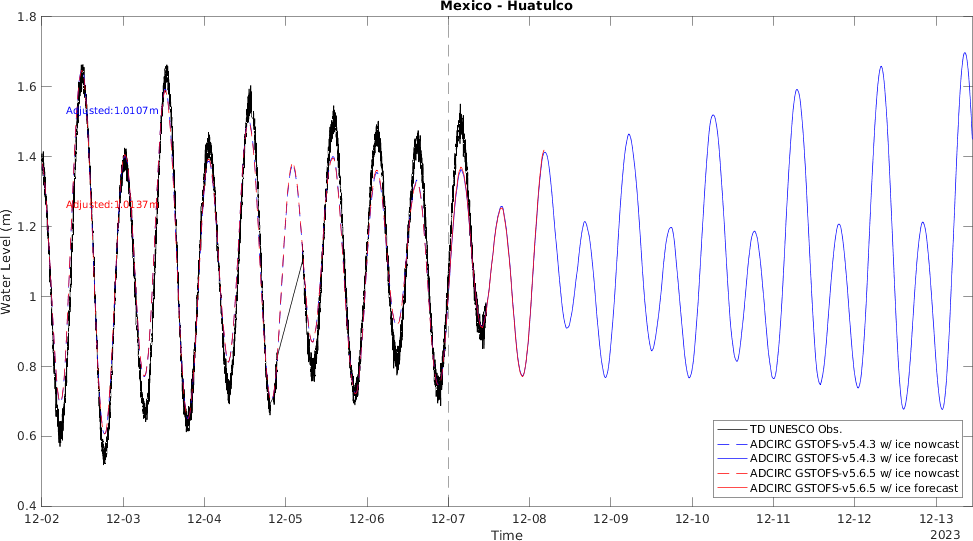 Mexico - Huatulco
1.8
1.6
1.4
1.2
1
0.8
0.6
0.4
Water Level (m)
Adjusted:1.0107m
Adjusted:1.0137m
TD UNESCO Obs.
ADCIRC GSTOFS-v5.4.3 w/ ice nowcast
ADCIRC GSTOFS-v5.4.3 w/ ice forecast
ADCIRC GSTOFS-v5.6.5 w/ ice nowcast
ADCIRC GSTOFS-v5.6.5 w/ ice forecast
12-02 12-03 12-04 12-05 12-06 12-07 12-08 12-09 12-10 12-11 12-12 12-13
Time
2023